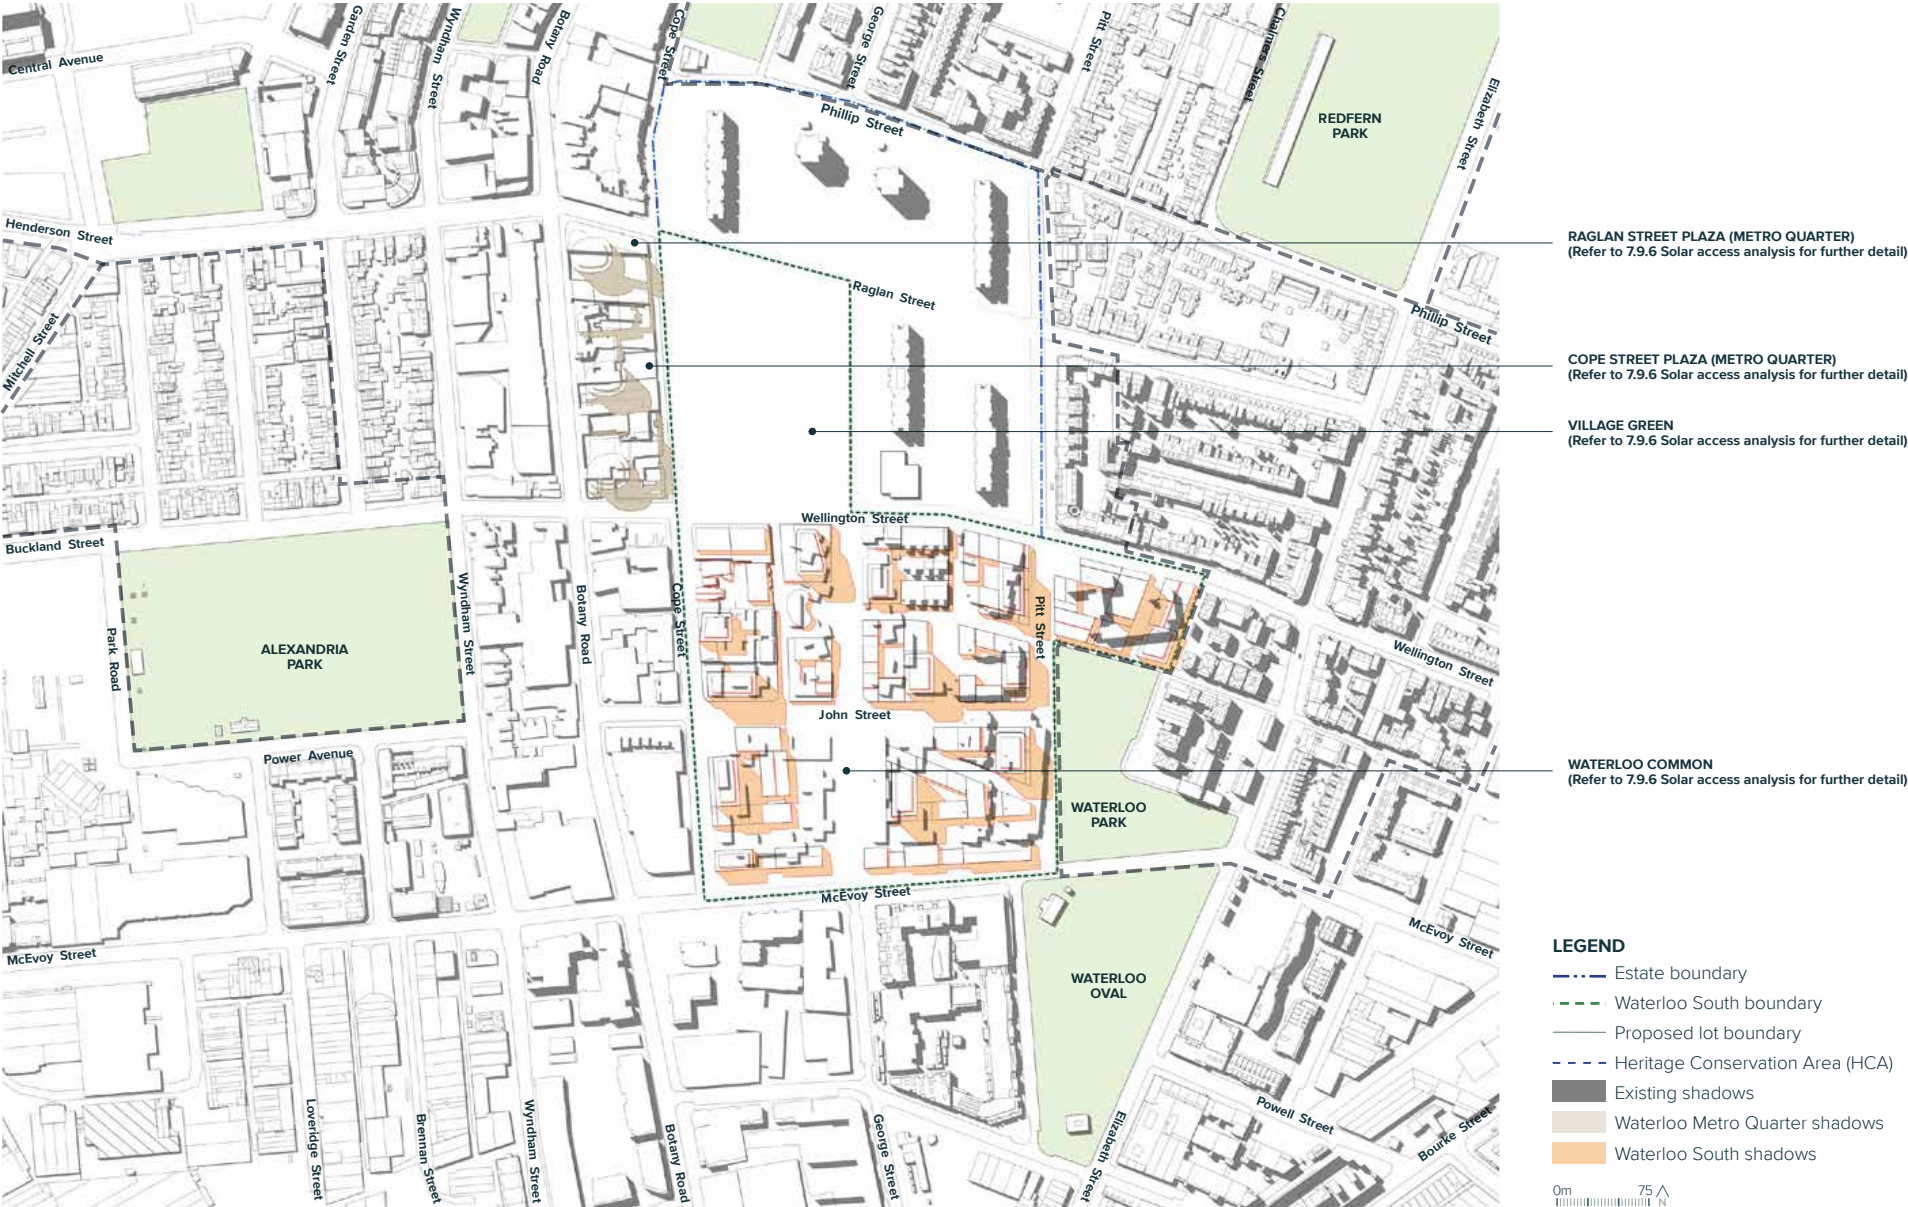 Garden Street
Wyndham Street
Botany Road
Cope Street
George Street
Pitt Street
Chalmers Street
Central Avenue
Elizabeth Street
Phillip Street
REDFERN
PARK
Henderson Street
RAGLAN STREET PLAZA (METRO QUARTER)
(Refer to 7.9.6 Solar access analysis for further detail)
Raglan Street
Phillip Street
Mitchell Street
COPE STREET PLAZA (METRO QUARTER)
(Refer to 7.9.6 Solar access analysis for further detail)
VILLAGE GREEN
(Refer to 7.9.6 Solar access analysis for further detail)
Wellington Street
Buckland Street
Park Road
ALEXANDRIA
PARK
Wyndham Street
Botany Road
Cope Street
Pitt Street
Wellington Street
John Street
Power Avenue
WATERLOO COMMON
(Refer to 7.9.6 Solar access analysis for further detail)
WATERLOO
PARK
McEvoy Street
McEvoy Street
McEvoy Street
WATERLOO
OVAL
Loveridge Street
Brennan Street
Wyndham Street
Botany Road
George Street
Elizabeth Street
Powell Street
Bourke Street
LEGEND
Estate boundary
Waterloo South boundary
Proposed lot boundary
Heritage Conservation Area (HCA)
Existing shadows
Waterloo Metro Quarter shadows
Waterloo South shadows
0m 75
N